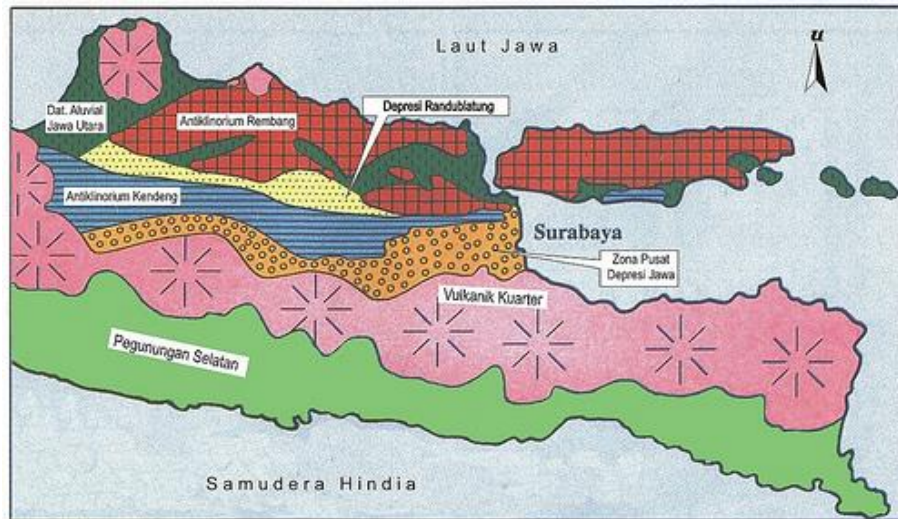 Laut Jawa
u
Dat. Aluvial
Jawa Utara
Antiklinorium Rembang
Depresi Randublatung
Antiklinorium Kendeng
Surabaya
Zona Pusat
Depresi Jawa
Vulkanik Kuarter
Pegunungan Selatan
Samudera Hindia